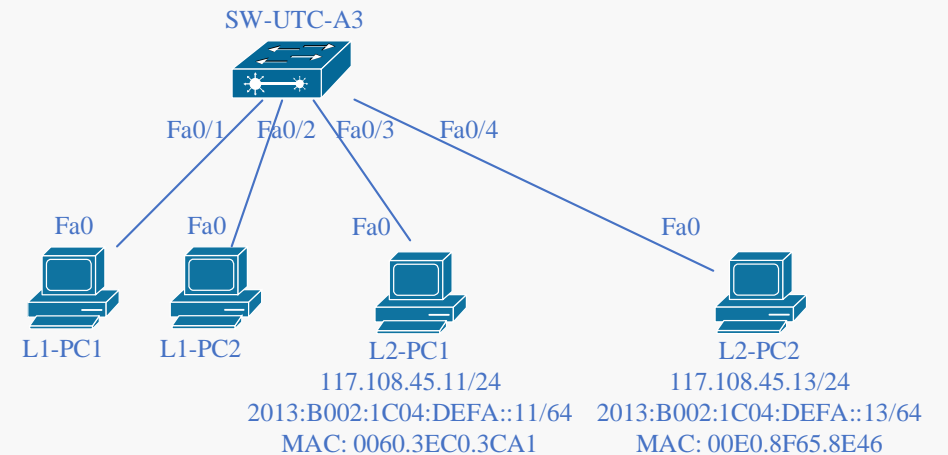 SW-UTC-A3
Fa0/1 Fa0/2 Fa0/3 Fa0/4
Fa0 Fa0 Fa0 Fa0
L1-PC1 L1-PC2 L2-PC1 L2-PC2
117.108.45.11/24 117.108.45.13/24
2013:B002:1C04:DEFA::11/64 2013:B002:1C04:DEFA::13/64
MAC: 0060.3EC0.3CA1 MAC: 00E0.8F65.8E46